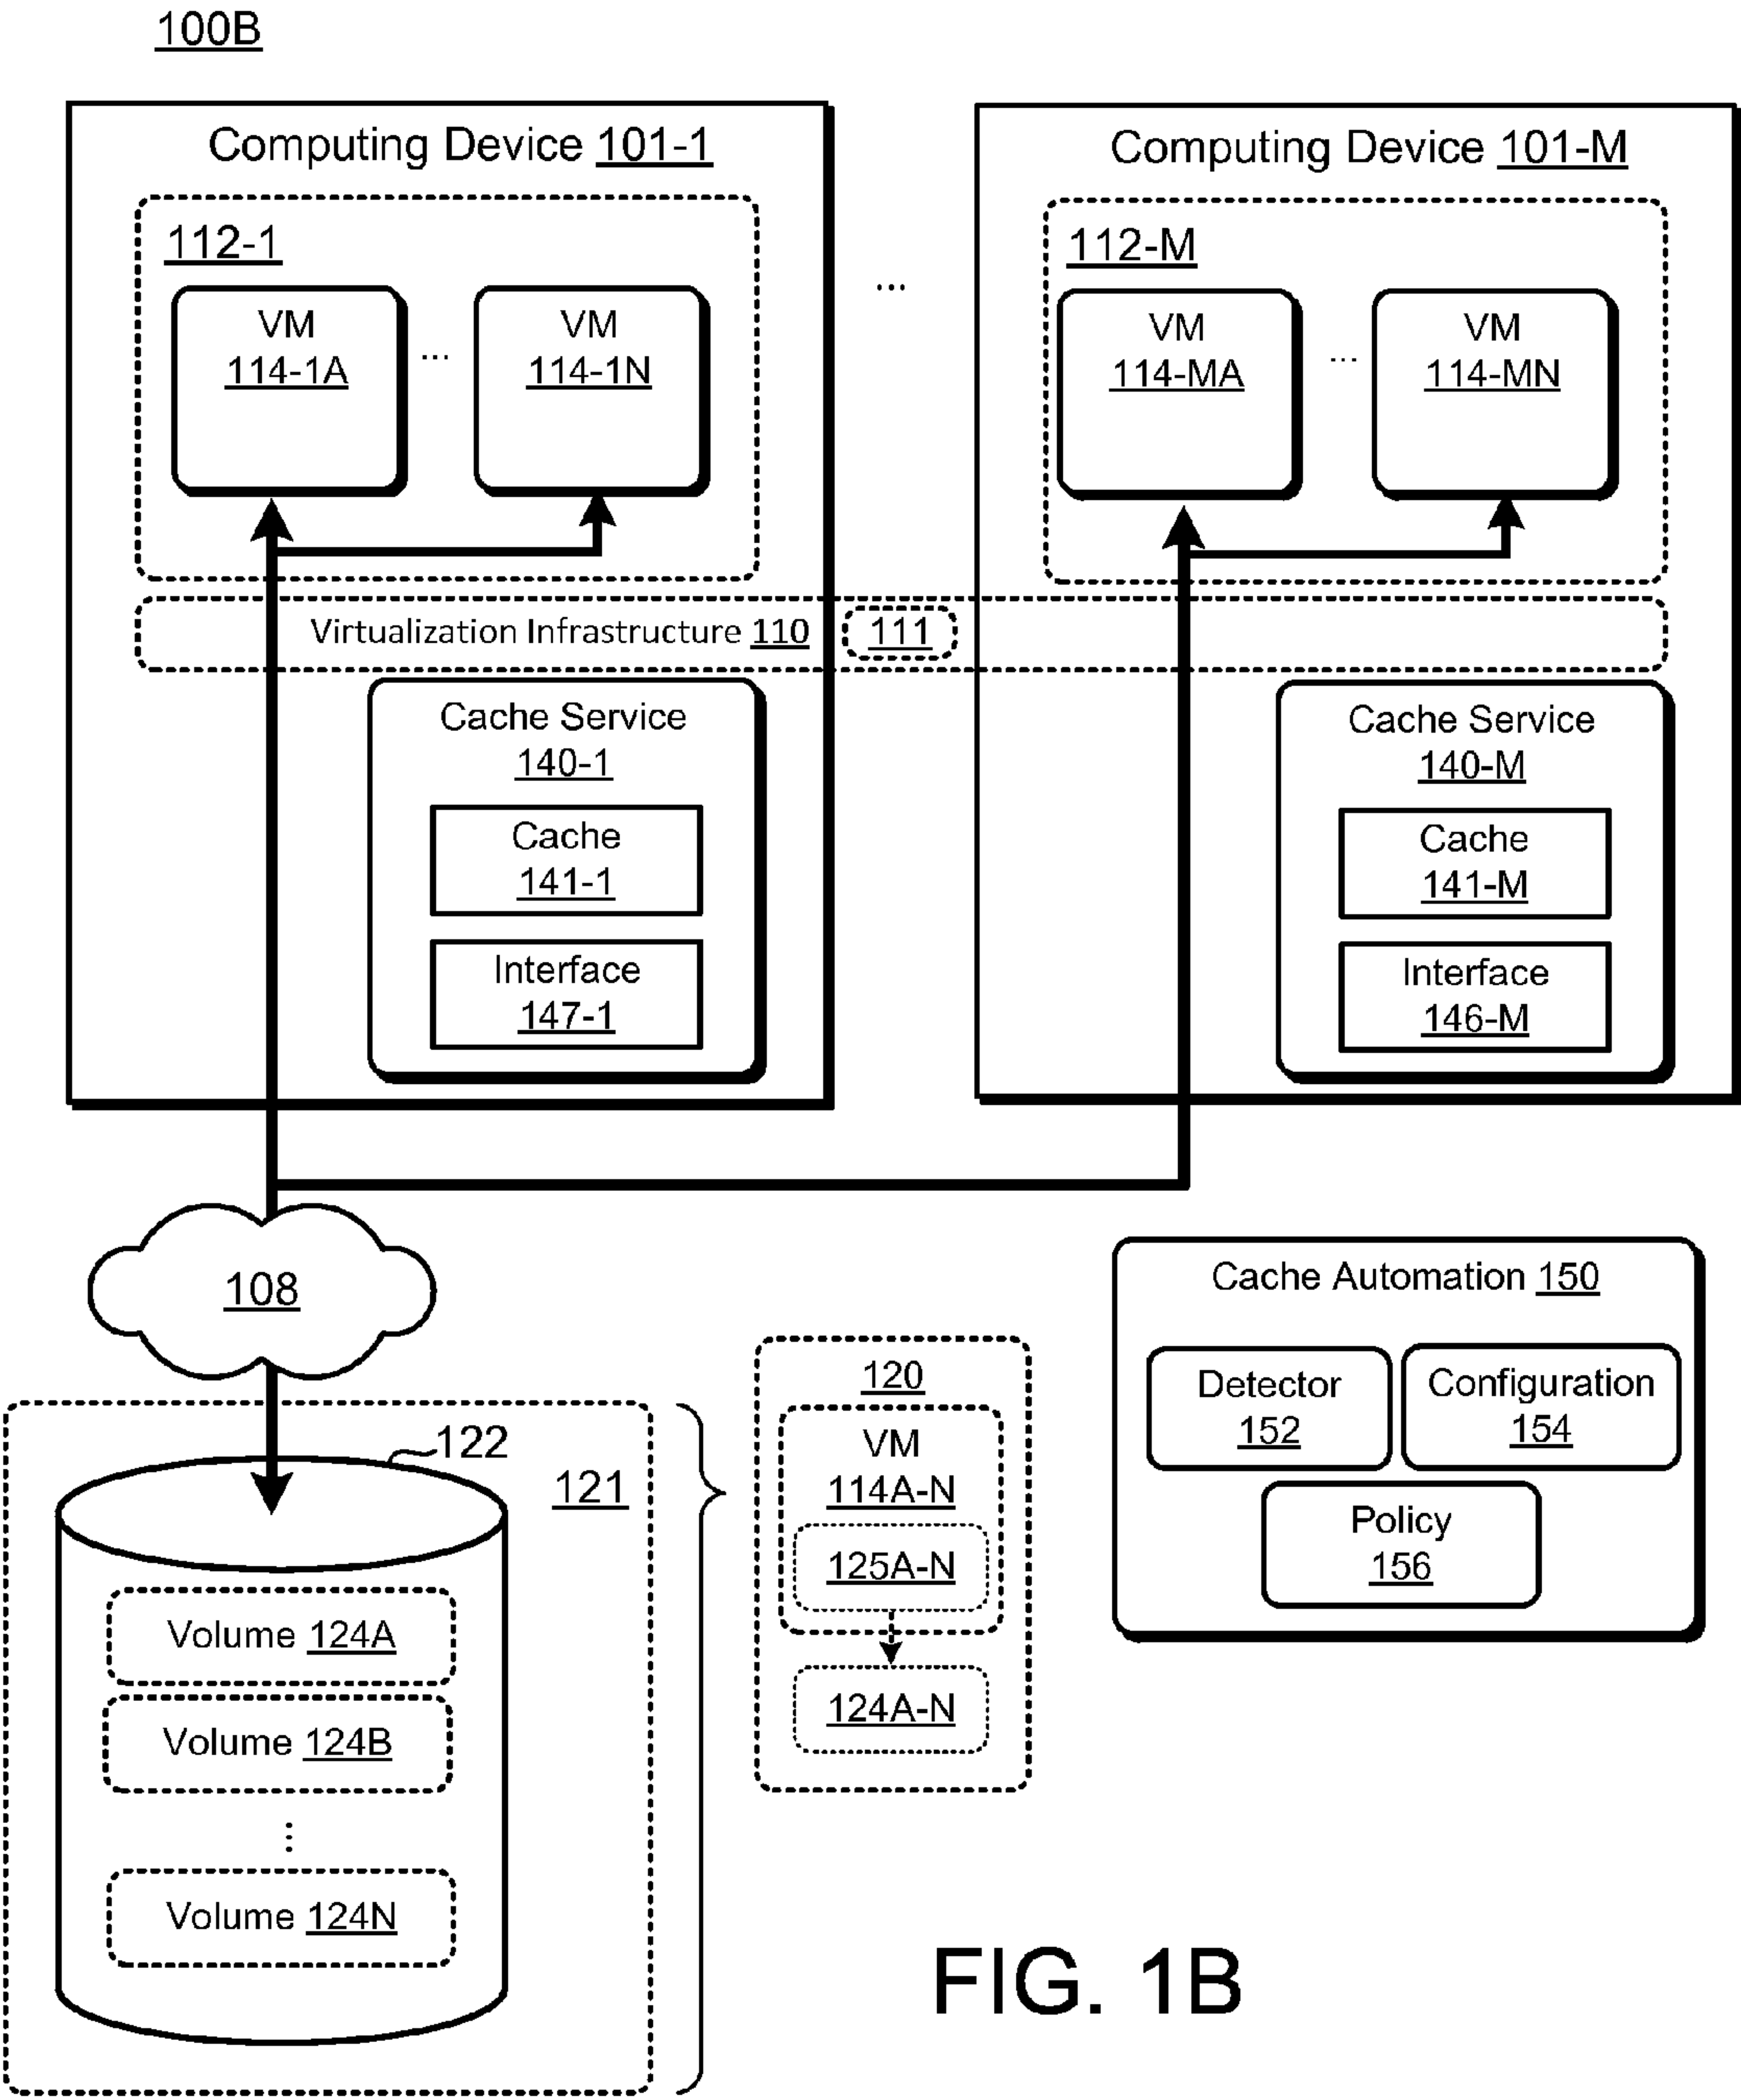 100B
Computing Device 101-1
112-1
VM
114-1A
...
VM
114-1N
...
Computing Device 101-M
112-M
VM
114-MA
...
VM
114-MN
Virtualization Infrastructure 110
111
Cache Service
140-1
Cache
141-1
Interface
147-1
Cache Service
140-M
Cache
141-M
Interface
146-M
108
122
121
Volume 124A
Volume 124B
Volume 124N
120
VM
114A-N
125A-N
124A-N
Cache Automation 150
Detector
152
Configuration
154
Policy
156
FIG. 1B